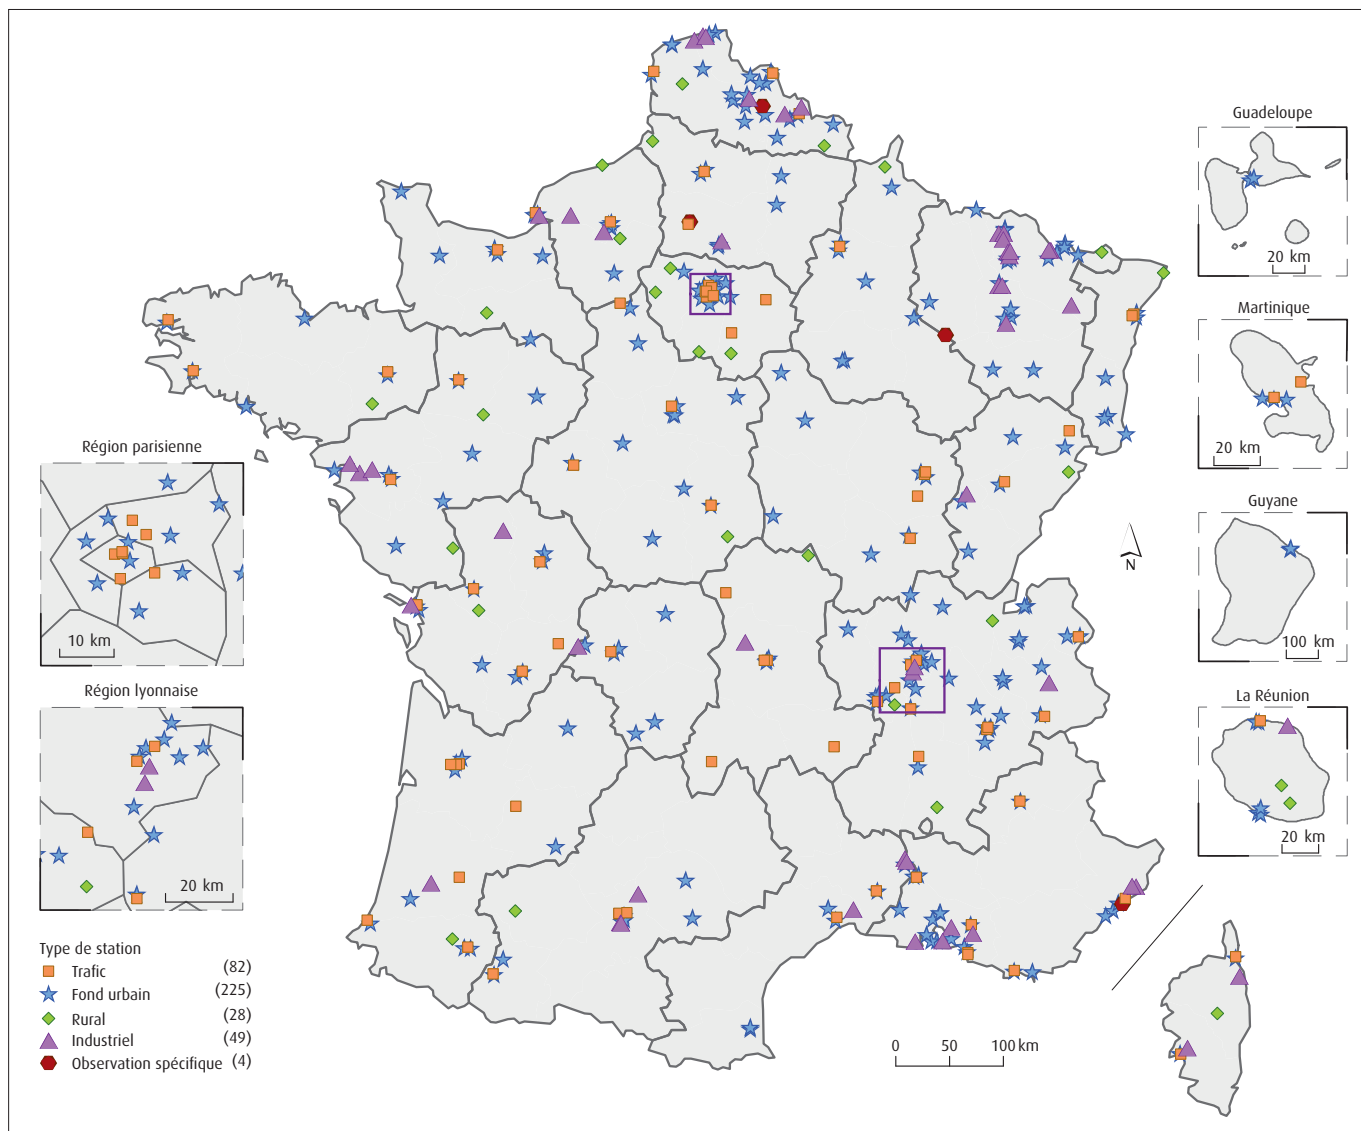 Guadeloupe
20 km
Martinique
20 km
Guyane
100 km
La Réunion
20 km
N
Région parisienne
10 km
Région lyonnaise
20 km
Type de station
Trafic (82)
Fond urbain (225)
Rural (28)
Industriel (49)
Observation spécifique (4)
0 50 100 km